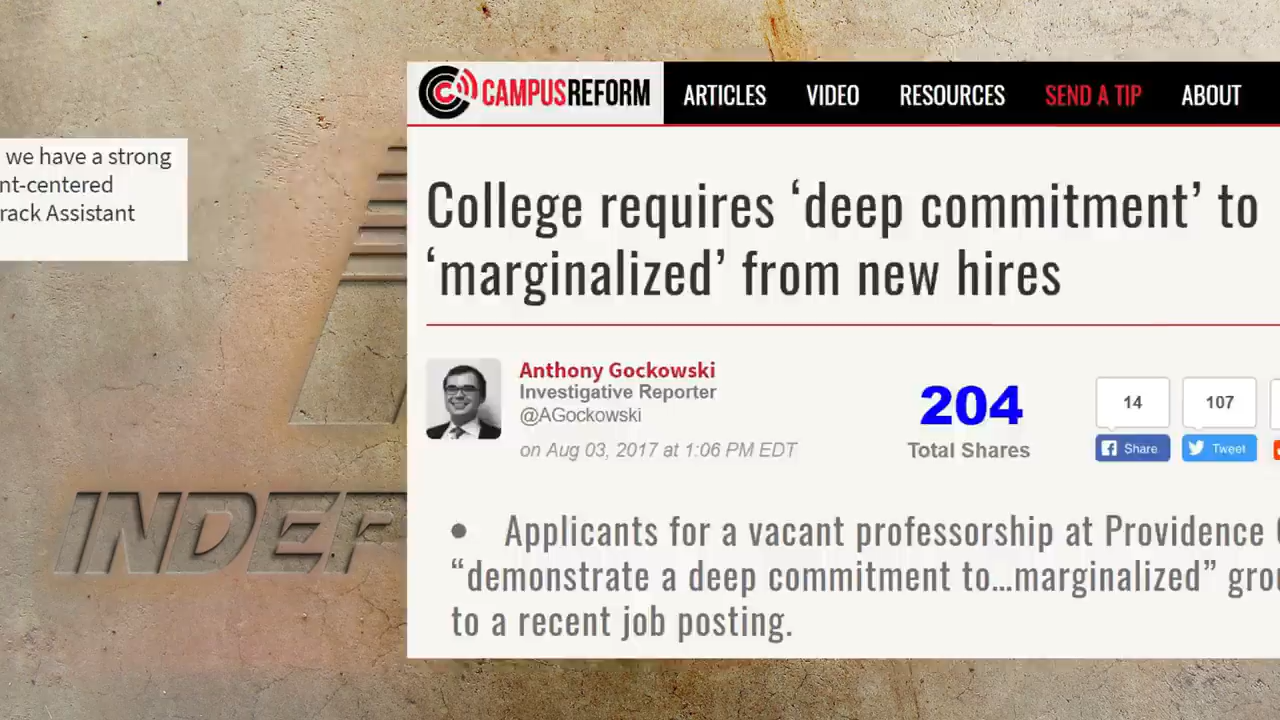 we have a strong
nt-centered
rack Assistant
INDEP
CAMPUSREFORM ARTICLES VIDEO RESOURCES SEND A TIP ABOUT
College requires ‘deep commitment’ to
‘marginalized’ from new hires
Anthony Gockowski
Investigative Reporter
@AGockowski
on Aug 03, 2017 at 1:06 PM EDT
204
Total Shares
14 107
Share Tweet
• Applicants for a vacant professorship at Providence
“demonstrate a deep commitment to...marginalized” grou
to a recent job posting.